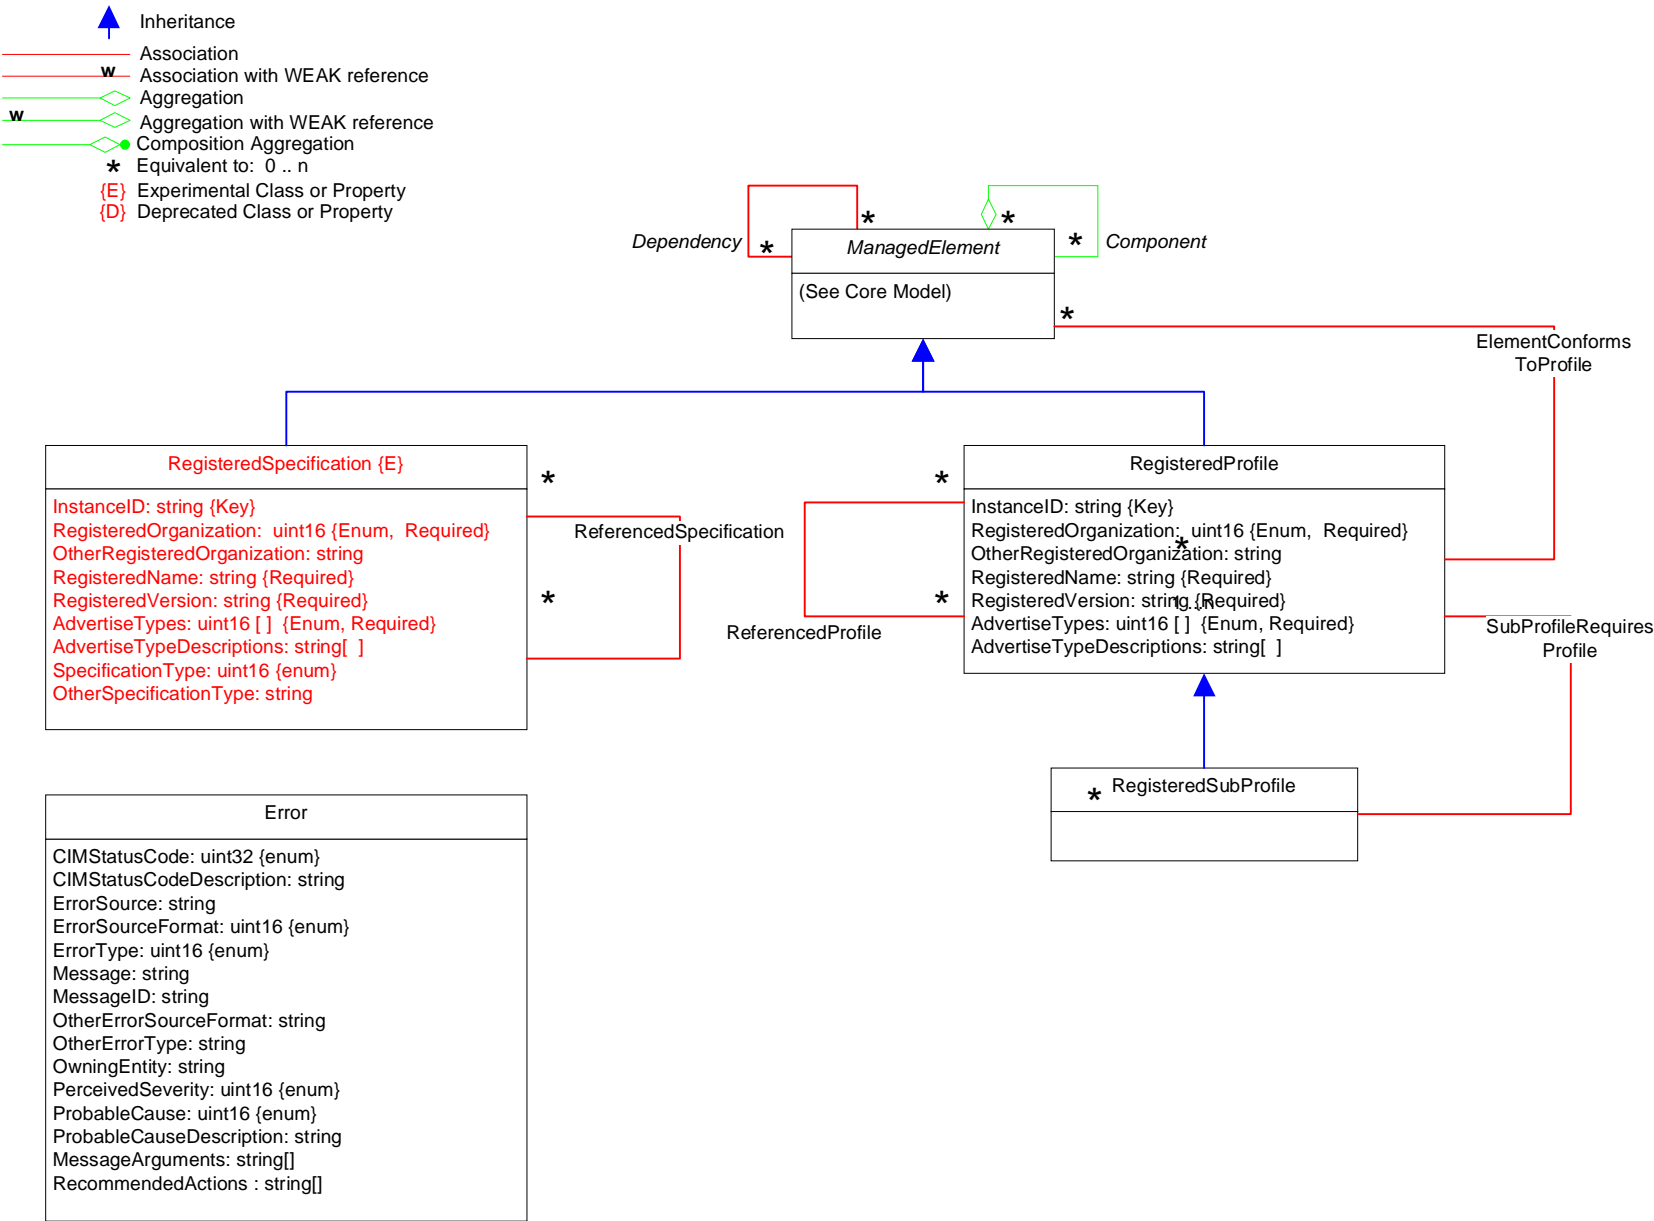 Inheritance
Association
w
Association with WEAK reference
Aggregation
w
Aggregation with WEAK reference
Composition Aggregation
* Equivalent to: 0 .. n
{E} Experimental Class or Property
{D} Deprecated Class or Property
Dependency
*
*
ManagedElement
*
*
Component
(See Core Model)
*
ElementConforms
ToProfile
RegisteredSpecification {E}
InstanceID: string {Key}
RegisteredOrganization: uint16 {Enum, Required}
OtherRegisteredOrganization: string
RegisteredName: string {Required}
RegisteredVersion: string {Required}
AdvertiseTypes: uint16 [ ] {Enum, Required}
AdvertiseTypeDescriptions: string[ ]
SpecificationType: uint16 {enum}
OtherSpecificationType: string
*
ReferencedSpecification
*
*
*
ReferencedProfile
RegisteredProfile
InstanceID: string {Key}
RegisteredOrganization: uint16 {Enum, Required}
*
OtherRegisteredOrganization: string
RegisteredName: string {Required}
RegisteredVersion: string {Required}
AdvertiseTypes: uint16 [ ] {Enum, Required}
AdvertiseTypeDescriptions: string[ ]
SubProfileRequires
Profile
* RegisteredSubProfile
Error
CIMStatusCode: uint32 {enum}
CIMStatusCodeDescription: string
ErrorSource: string
ErrorSourceFormat: uint16 {enum}
ErrorType: uint16 {enum}
Message: string
MessageID: string
OtherErrorSourceFormat: string
OtherErrorType: string
OwningEntity: string
PerceivedSeverity: uint16 {enum}
ProbableCause: uint16 {enum}
ProbableCauseDescription: string
MessageArguments: string[]
RecommendedActions : string[]